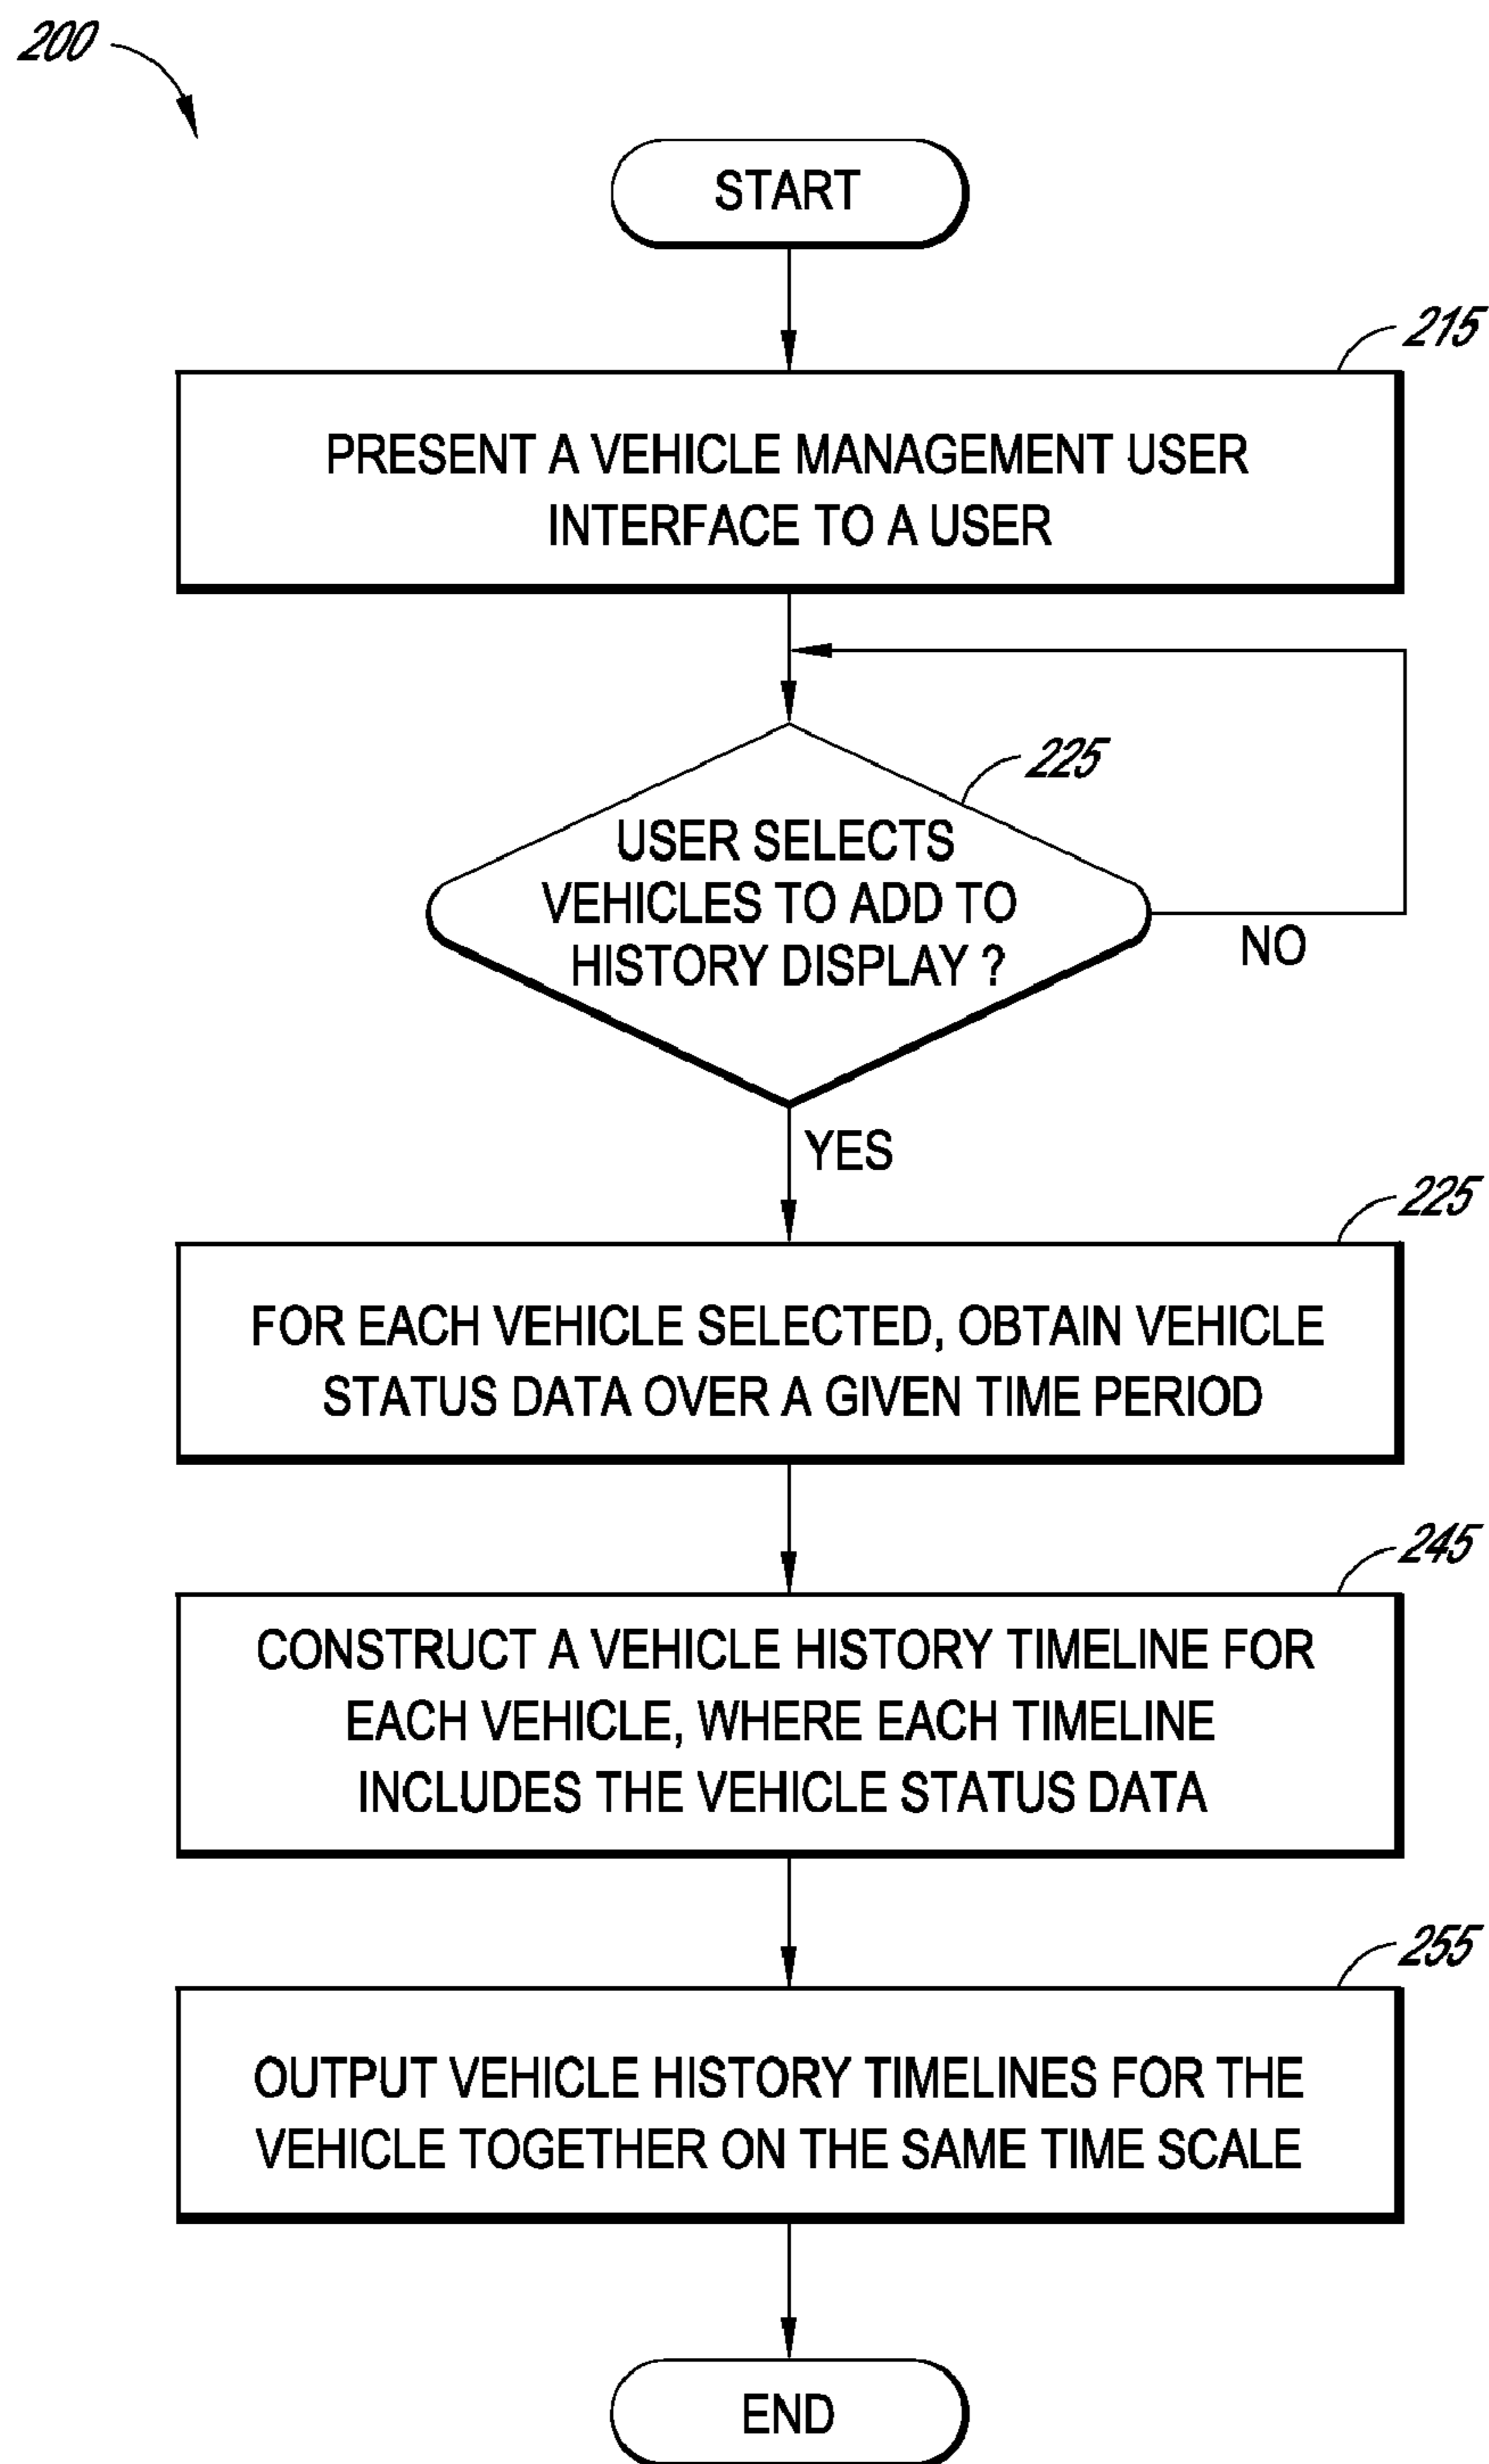 200
START
215
PRESENT A VEHICLE MANAGEMENT USER
INTERFACE TO A USER
225
USER SELECTS
VEHICLES TO ADD TO
HISTORY DISPLAY ?
NO
YES
225
FOR EACH VEHICLE SELECTED, OBTAIN VEHICLE
STATUS DATA OVER A GIVEN TIME PERIOD
245
CONSTRUCT A VEHICLE HISTORY TIMELINE FOR
EACH VEHICLE, WHERE EACH TIMELINE
INCLUDES THE VEHICLE STATUS DATA
255
OUTPUT VEHICLE HISTORY TIMELINES FOR THE
VEHICLE TOGETHER ON THE SAME TIME SCALE
END